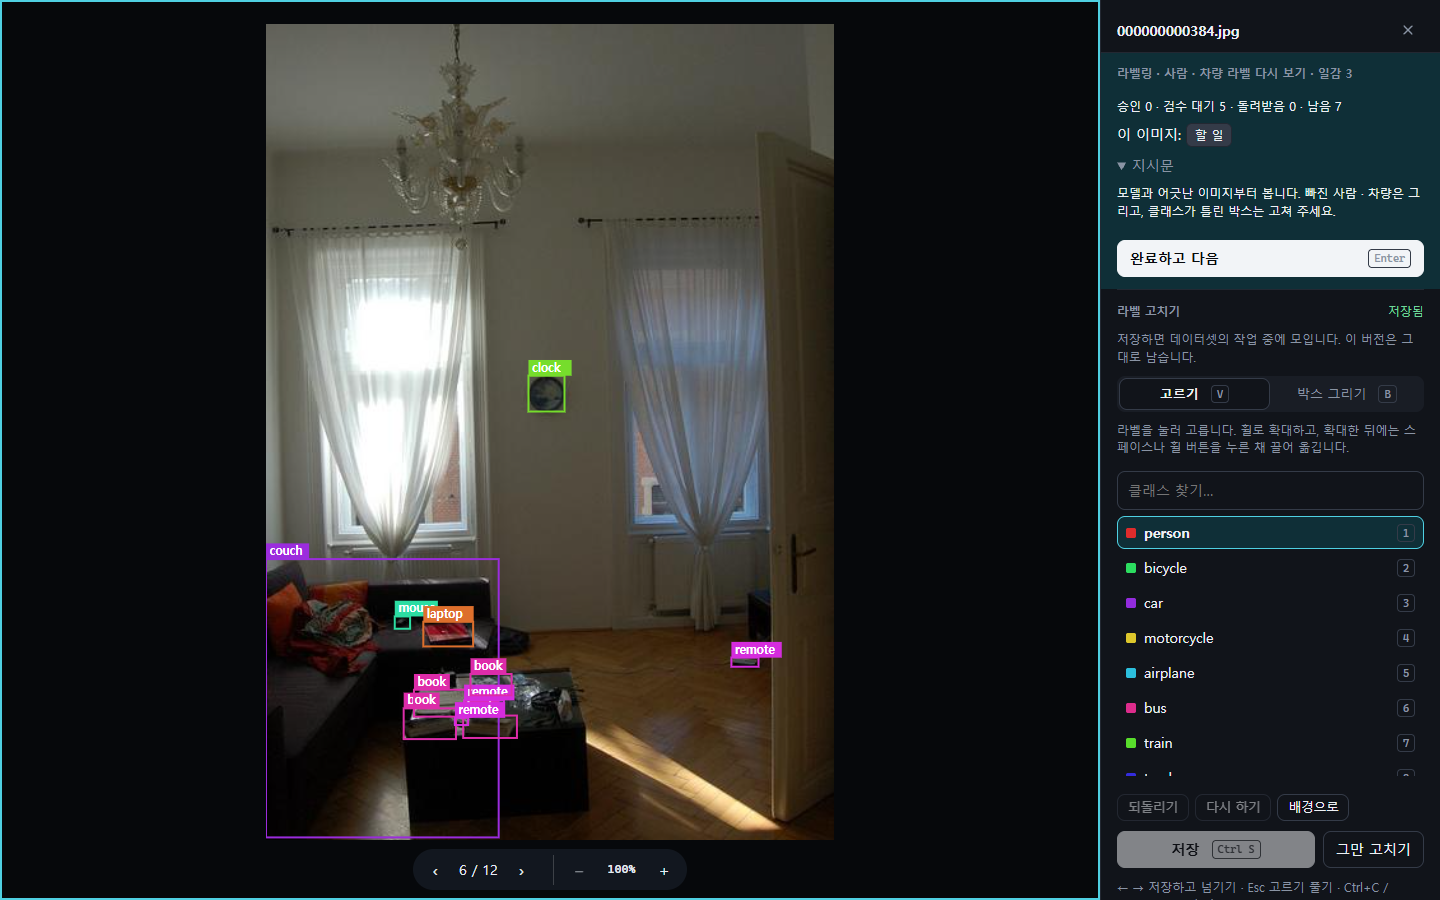 000000000384.jpg
라벨링 · 사람 · 차량 라벨 다시 보기 · 일감 3
승인 0 · 검수 대기 5 · 돌려받음 0 · 남음 7
이 이미지: 할 일
▼ 지시문
모델과 어긋난 이미지부터 봅니다. 빠진 사람 · 차량은 그
리고, 클래스가 틀린 박스는 고쳐 주세요.
완료하고 다음 Enter
라벨 고치기 저장됨
저장하면 데이터셋의 작업 중에 모입니다. 이 버전은 그
대로 남습니다.
고르기 V 박스 그리기 B
라벨을 눌러 고릅니다. 휠로 확대하고, 확대한 뒤에는 스
페이스나 휠 버튼을 누른 채 끌어 옮깁니다.
클래스 찾기...
person 1
bicycle 2
car 3
motorcycle 4
airplane 5
bus 6
train 7
되돌리기 다시 하기 배경으로
저장 Ctrl S 그만 고치기
← → 저장하고 넘기기 · Esc 고르기 풀기 · Ctrl+C /
clock
couch
laptop
remote
book
book
remote
book
remote
‹ 6 / 12 › − 100% +